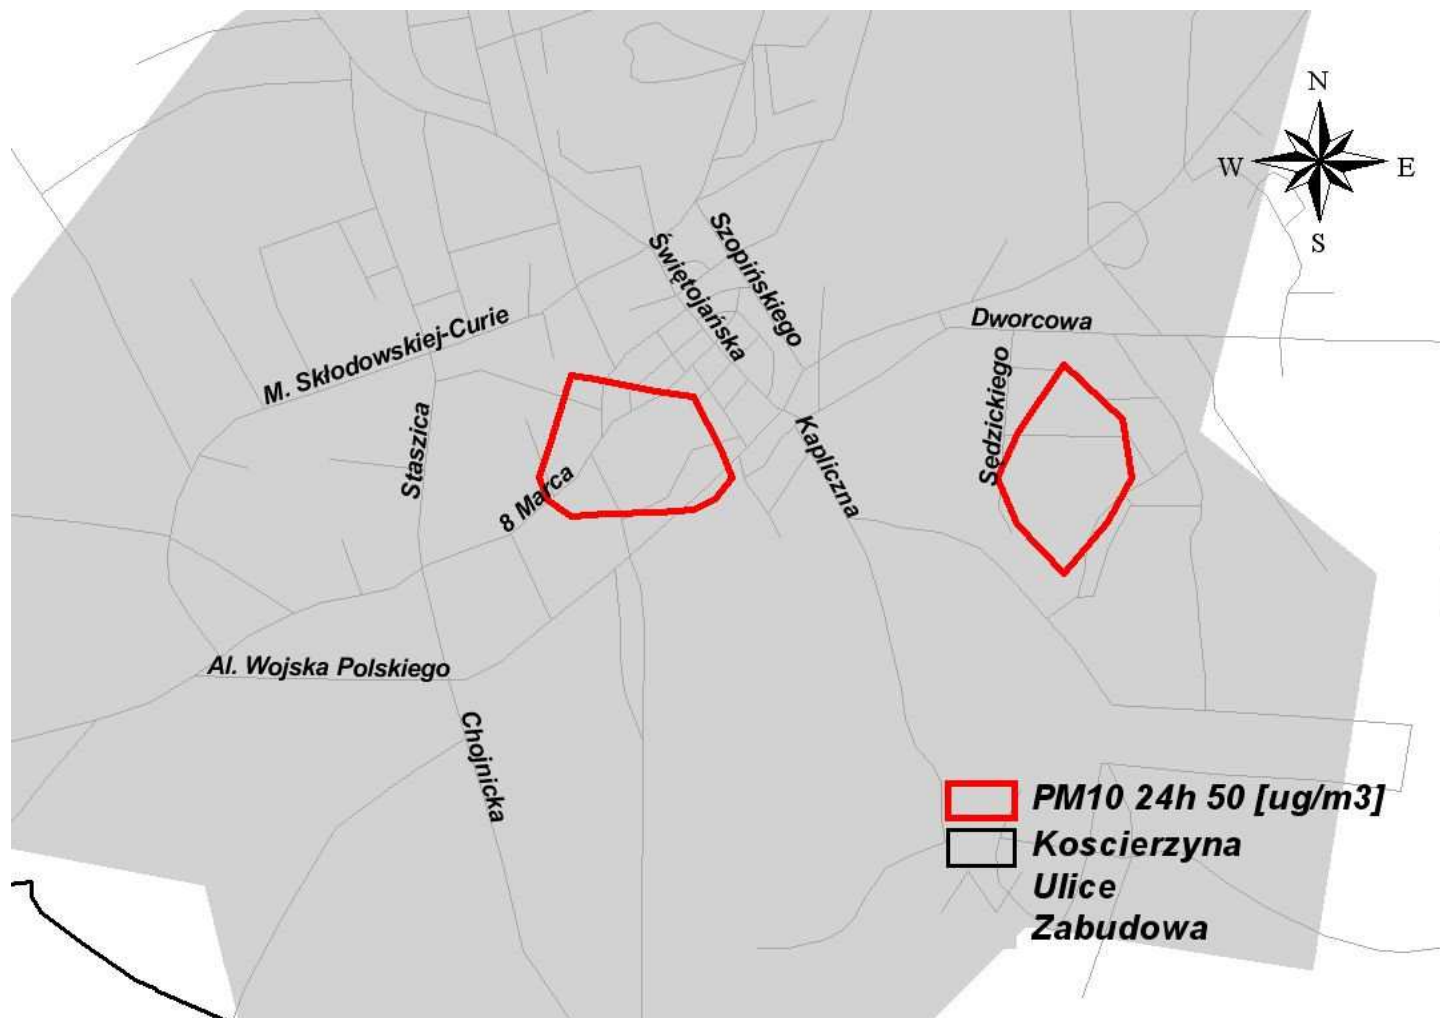 N
W
E
S
Szopińskiego
Świętojańska
M. Skłodowskiej-Curie
Dworcowa
Staszica
Sędzickiego
8 Marca
Kapliczna
Al. Wojska Polskiego
Chojnicka
PM10 24h 50 [ug/m3]
Koscierzyna
Ulice
Zabudowa